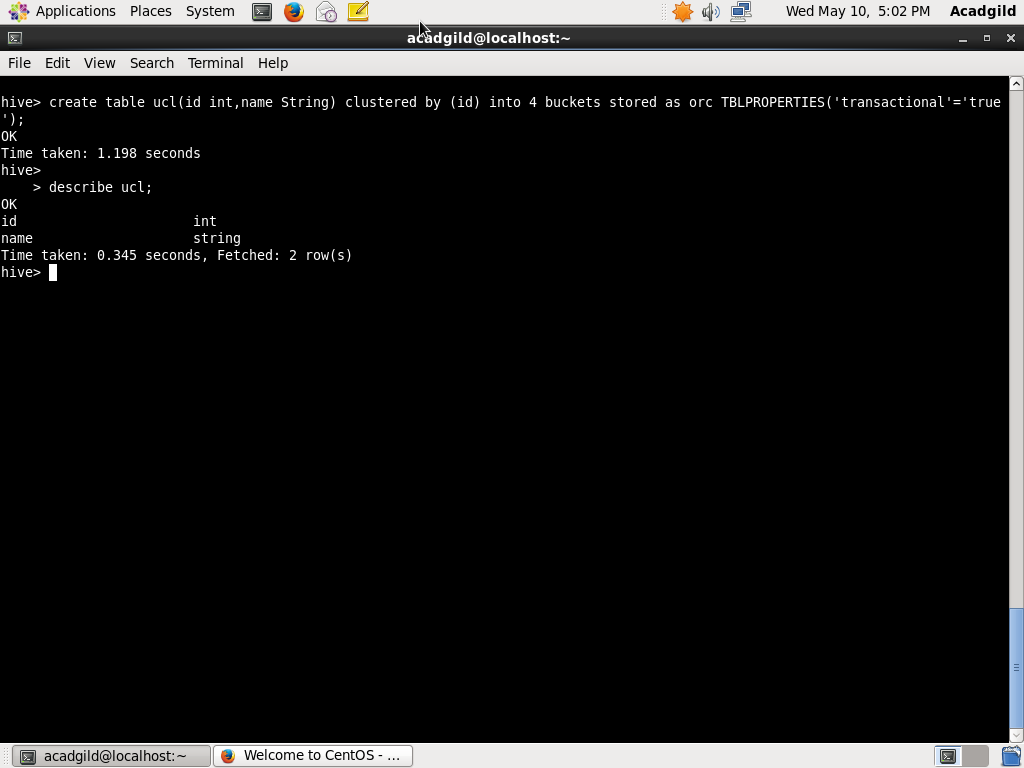 Applications Places System Wed May 10, 5:02 PM Acadgild
acadgild@localhost:~
File Edit View Search Terminal Help
hive> create table ucl(id int,name String) clustered by (id) into 4 buckets stored as orc TBLPROPERTIES('transactional'='true
');
OK
Time taken: 1.198 seconds
hive>
    > describe ucl;
OK
id                      int
name                    string
Time taken: 0.345 seconds, Fetched: 2 row(s)
hive>
acadgild@localhost:~ Welcome to CentOS - ...